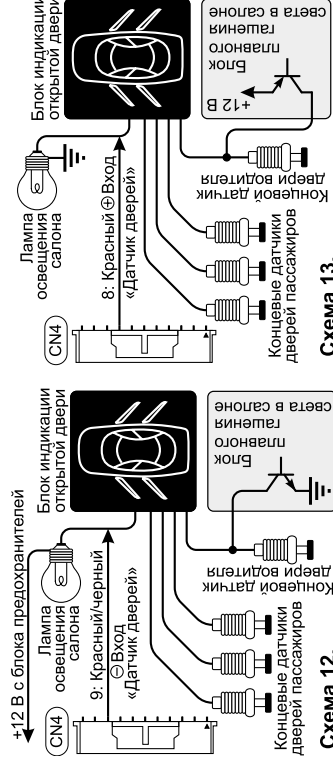 Блок индикации
открытой двери
Блок
плавного
гашения
света в салоне
+12 В
Лампа
освещения
салона
8: Красный ⊕Вход
«Датчик дверей»
CN4
Концевой датчик
двери водителя
Концевые датчики
дверей пассажиров
Схема 13.
+12 В с блока предохранителей
Блок индикации
открытой двери
Блок
плавного
гашения
света в салоне
Лампа
освещения
салона
9: Красный/черный
⊖Вход
«Датчик дверей»
CN4
Концевой датчик
двери водителя
Концевые датчики
дверей пассажиров
Схема 12.